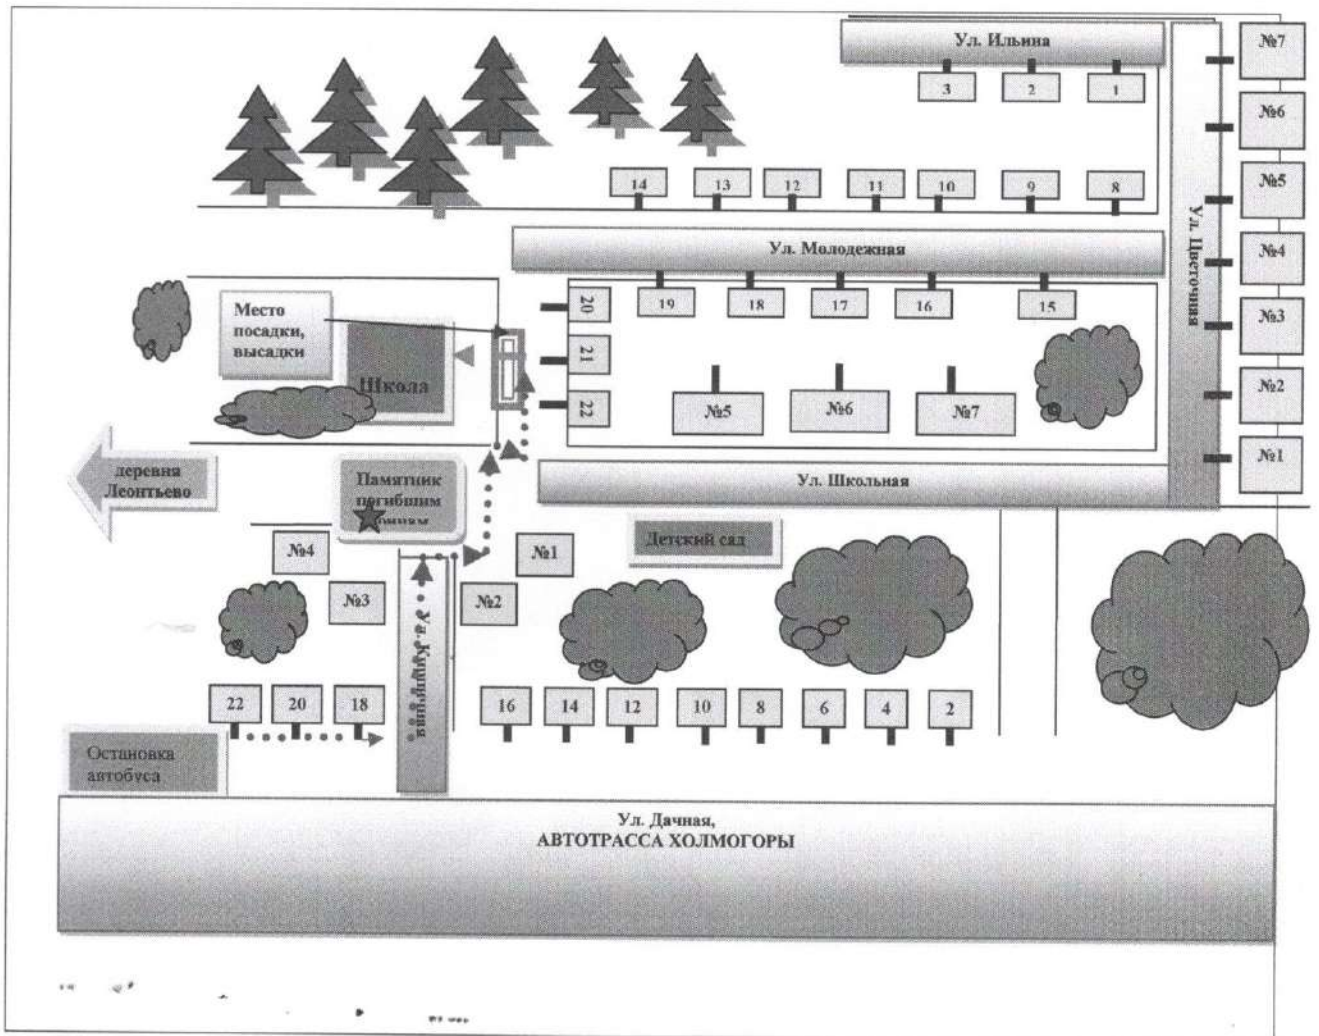 Ул. Ильина
№7
3 2 1
№6
14 13 12 11 10 9 8
№5
Ул. Молодежная
Ул. Цветочная
№4
19 18 17 16 15
20
Место
посадки,
высадки
№3
21
Школа
22
№5 №6 №7
№2
№1
деревня
Леонтьево
Памятник
погибшим
Ул. Школьная
№4
№1
Детский сад
№3
№2
Ул.
22 20 18
16 14 12 10 8 6 4 2
Остановка
автобуса
Ул. Дачная,
АВТОТРАССА ХОЛМОГОРЫ